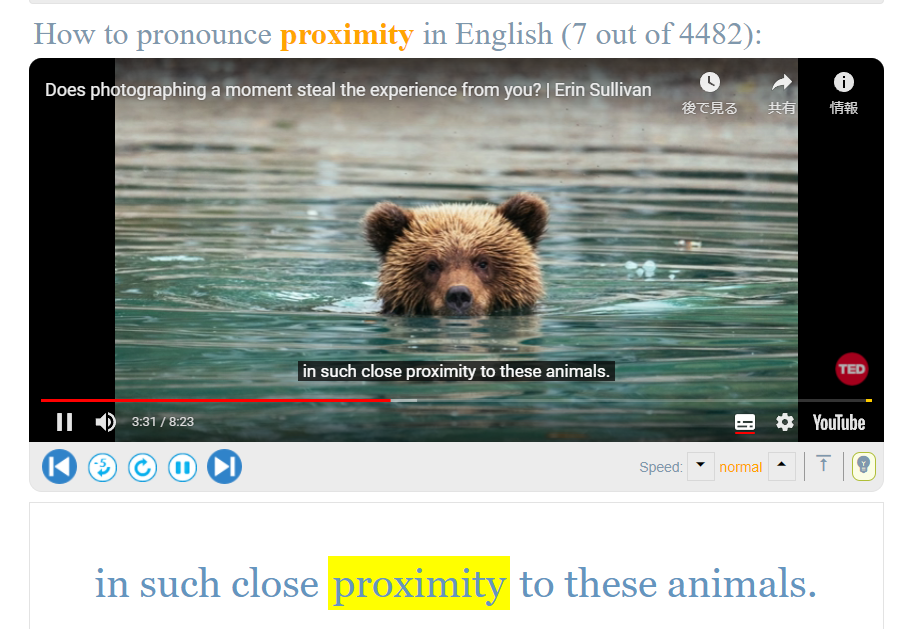 How to pronounce proximity in English (7 out of 4482):
Does photographing a moment steal the experience from you? | Erin Sullivan
後で見る
共有
情報
in such close proximity to these animals.
TED
3:31 / 8:23
YouTube
-5
Speed:
normal
in such close proximity to these animals.